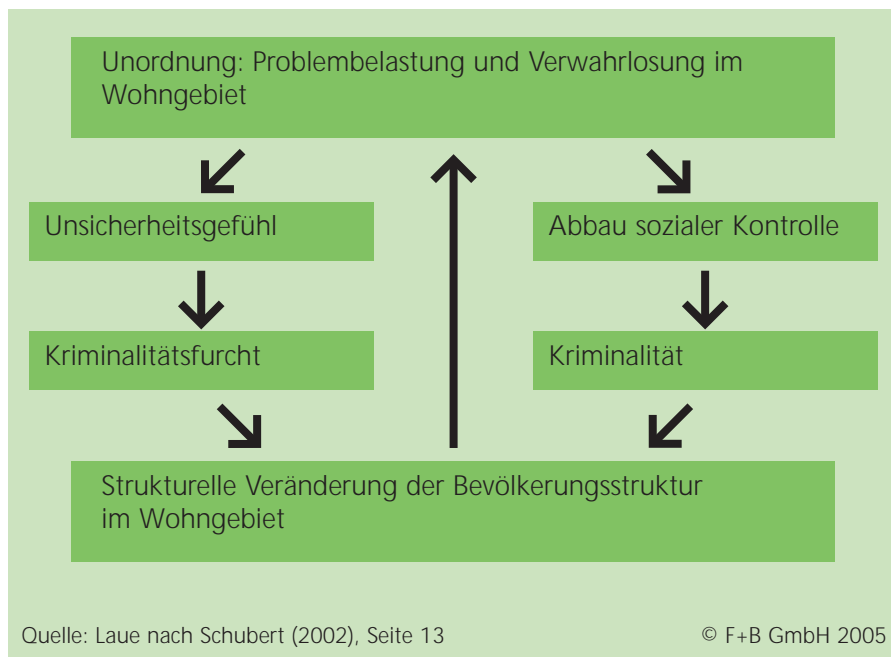 Unordnung: Problembelastung und Verwahrlosung im
Wohngebiet
Unsicherheitsgefühl
Abbau sozialer Kontrolle
Kriminalitätsfurcht
Kriminalität
Strukturelle Veränderung der Bevölkerungsstruktur
im Wohngebiet
Quelle: Laue nach Schubert (2002), Seite 13
© F+B GmbH 2005